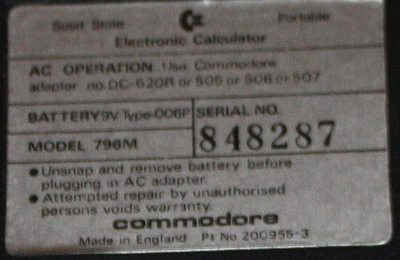 Solid State Portable
Electronic Calculator
AC OPERATION Use Commodore
adapter no. DC-620R or 505 or 506 or 507
BATTERY 9V Type-006P
SERIAL NO.
848287
MODEL 796M
• Unsnap and remove battery before
plugging in AC adapter.
• Attempted repair by unauthorised
persons voids warranty.
commodore
Made in England Pt No 200955-3